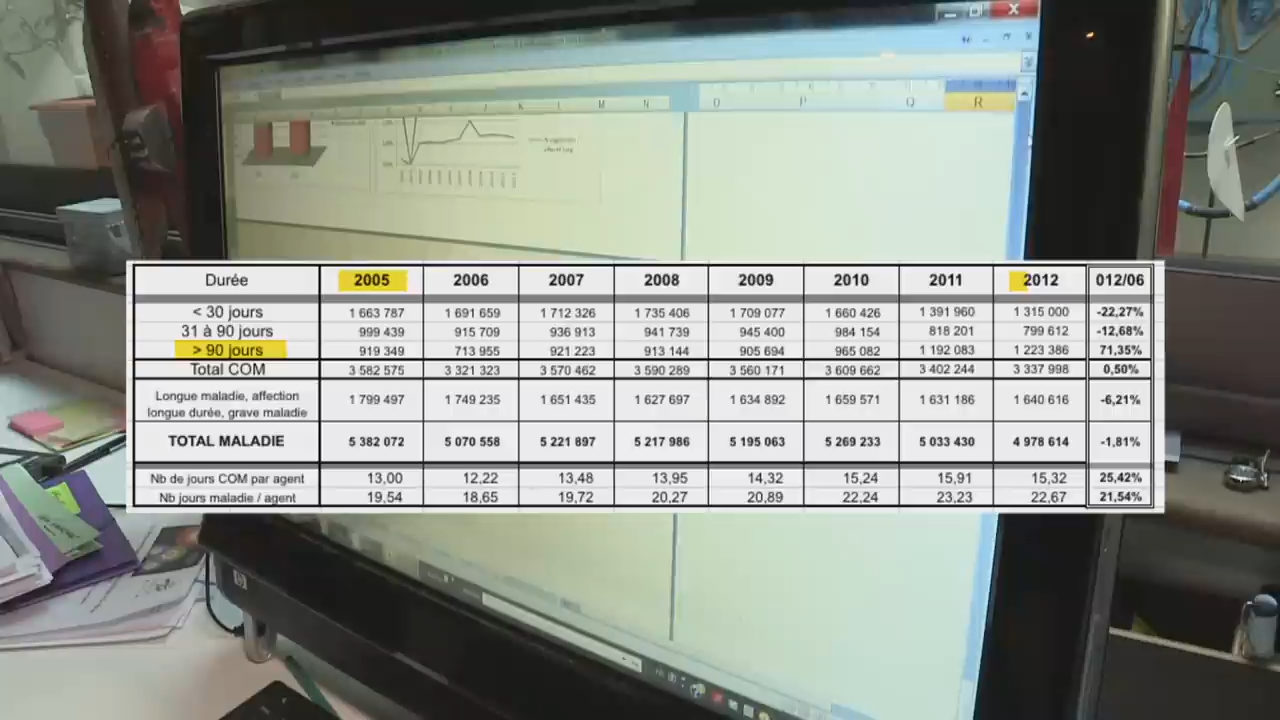 K L M N O P Q R
Durée 2005 2006 2007 2008 2009 2010 2011 2012 012/06
< 30 jours 1 663 787 1 691 659 1 712 326 1 735 406 1 709 077 1 660 426 1 391 960 1 315 000 -22,27%
31 à 90 jours 999 439 915 709 936 913 941 739 945 400 984 154 818 201 799 612 -12,68%
> 90 jours 919 349 713 955 921 223 913 144 905 694 965 082 1 192 083 1 223 386 71,35%
Total COM 3 582 575 3 321 323 3 570 462 3 590 289 3 560 171 3 609 662 3 402 244 3 337 998 0,50%
Longue maladie, affection
longue durée, grave maladie 1 799 497 1 749 235 1 651 435 1 627 697 1 634 892 1 659 571 1 631 186 1 640 616 -6,21%
TOTAL MALADIE 5 382 072 5 070 558 5 221 897 5 217 986 5 195 063 5 269 233 5 033 430 4 978 614 -1,81%
Nb de jours COM par agent 13,00 12,22 13,48 13,95 14,32 15,24 15,91 15,32 25,42%
Nb jours maladie / agent 19,54 18,65 19,72 20,27 20,89 22,24 23,23 22,67 21,54%
hp